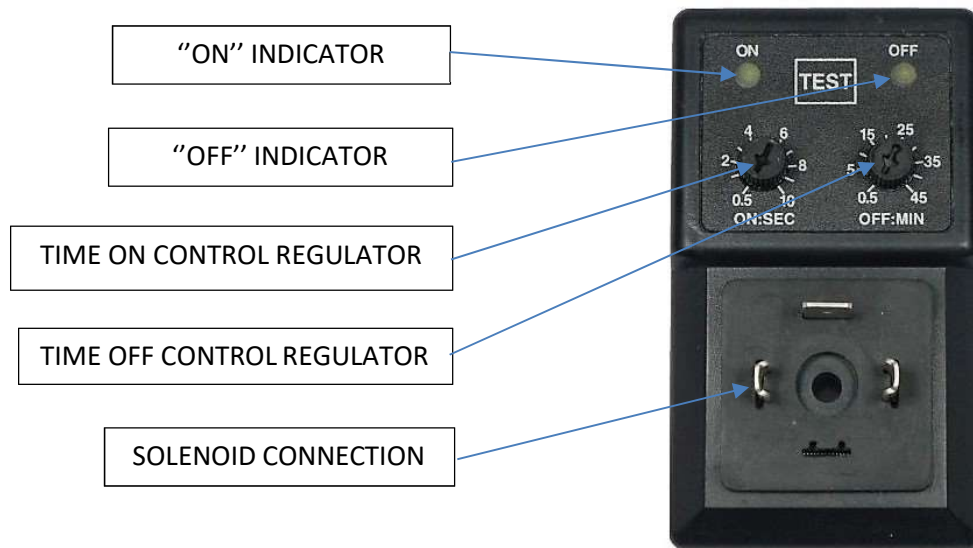 ‘’ON’’ INDICATOR
‘’OFF’’ INDICATOR
TIME ON CONTROL REGULATOR
TIME OFF CONTROL REGULATOR
SOLENOID CONNECTION
ON OFF
TEST
4 6
2 8
0.5 10
ON:SEC
15 25
5 35
0.5 45
OFF:MIN